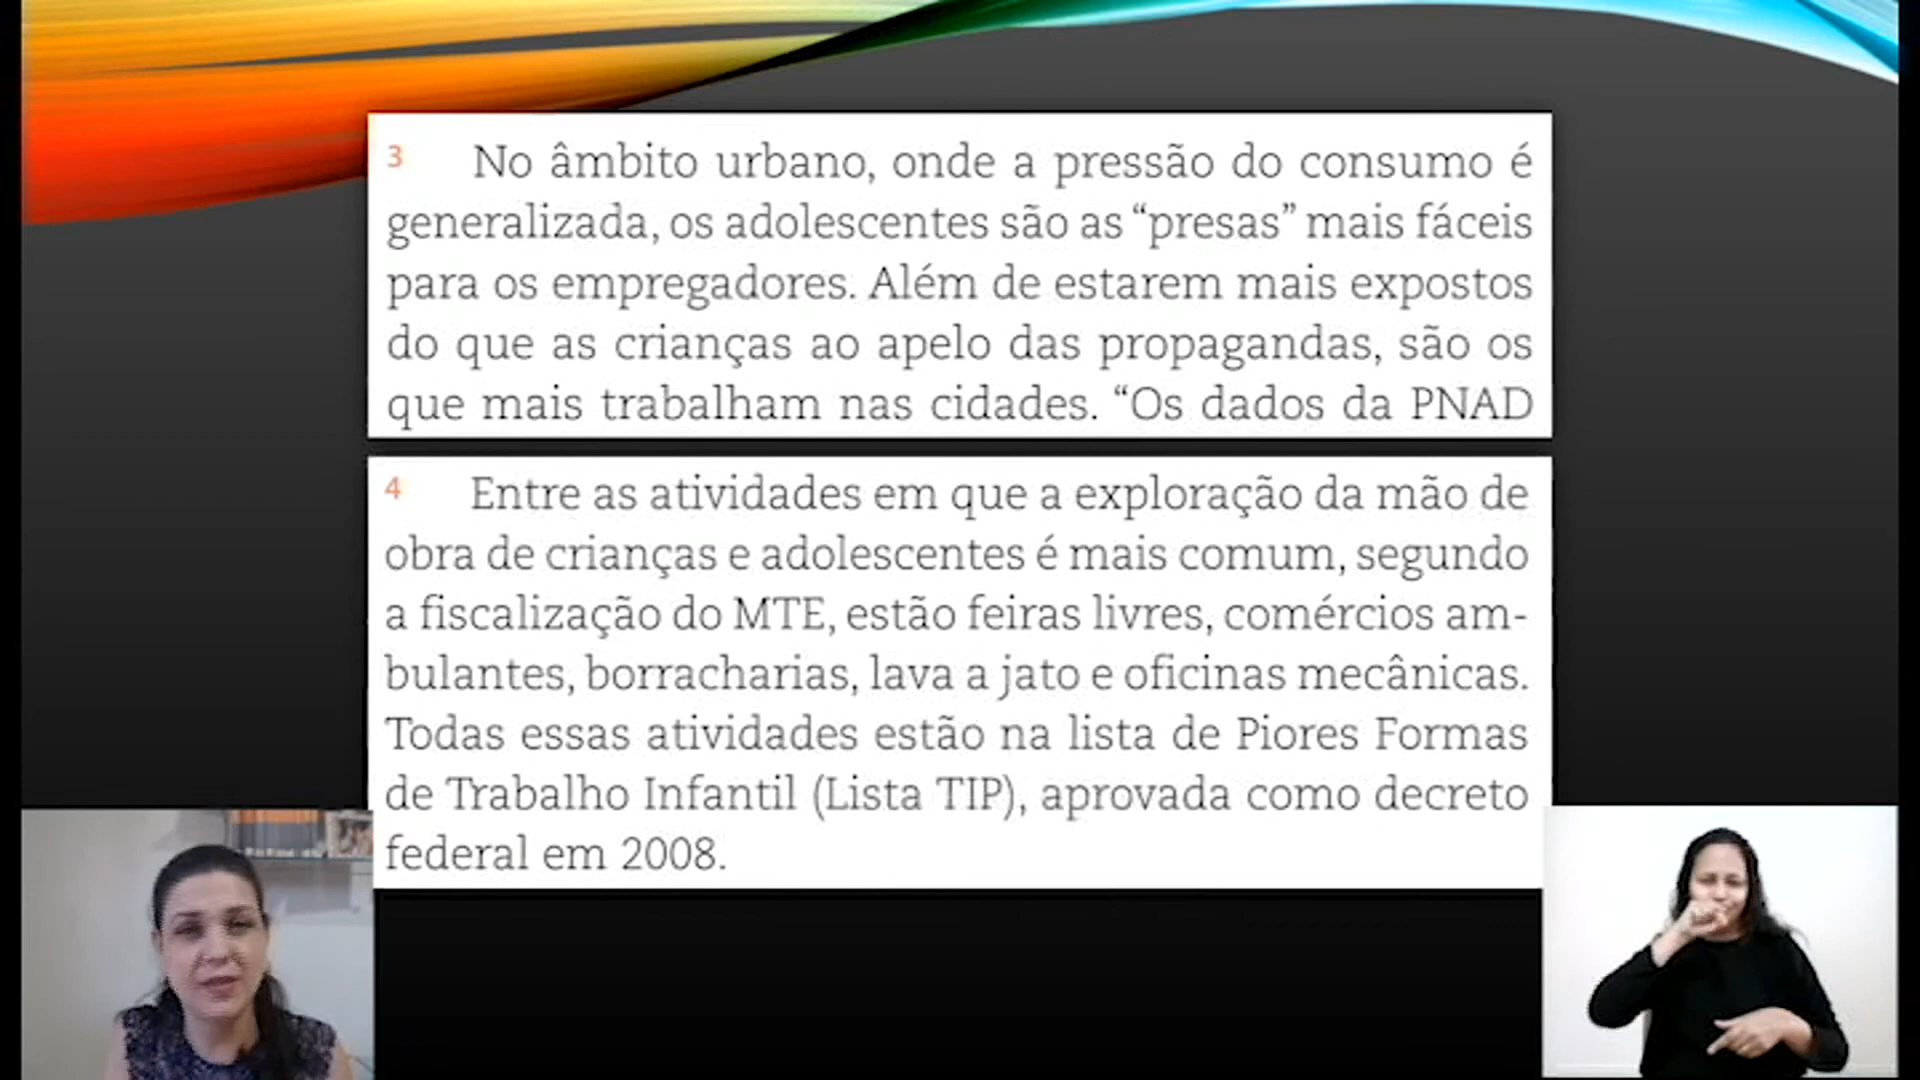 3 No âmbito urbano, onde a pressão do consumo é
generalizada, os adolescentes são as “presas” mais fáceis
para os empregadores. Além de estarem mais expostos
do que as crianças ao apelo das propagandas, são os
que mais trabalham nas cidades. “Os dados da PNAD
4 Entre as atividades em que a exploração da mão de
obra de crianças e adolescentes é mais comum, segundo
a fiscalização do MTE, estão feiras livres, comércios am-
bulantes, borracharias, lava a jato e oficinas mecânicas.
Todas essas atividades estão na lista de Piores Formas
de Trabalho Infantil (Lista TIP), aprovada como decreto
federal em 2008.